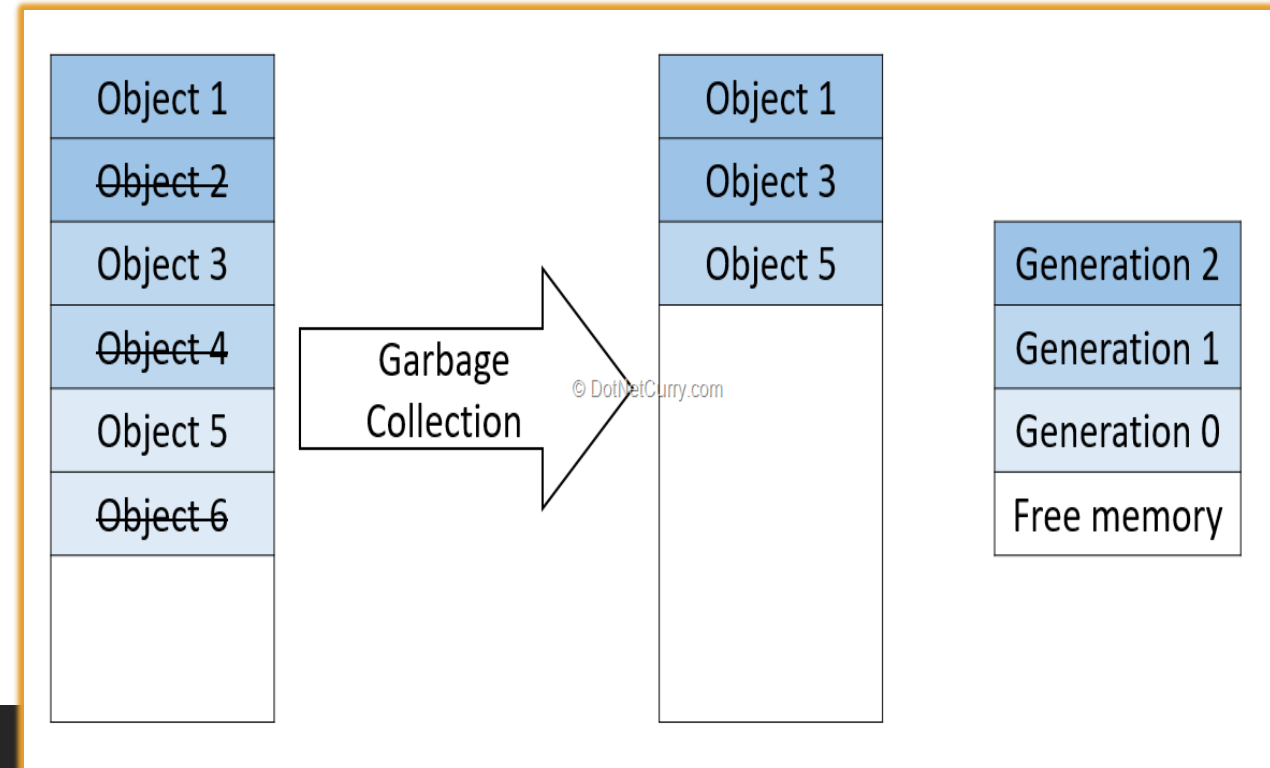 Object 1
Object 2
Object 3
Object 4
Object 5
Object 6
Garbage
Collection
© DotNetCurry.com
Object 1
Object 3
Object 5
Generation 2
Generation 1
Generation 0
Free memory